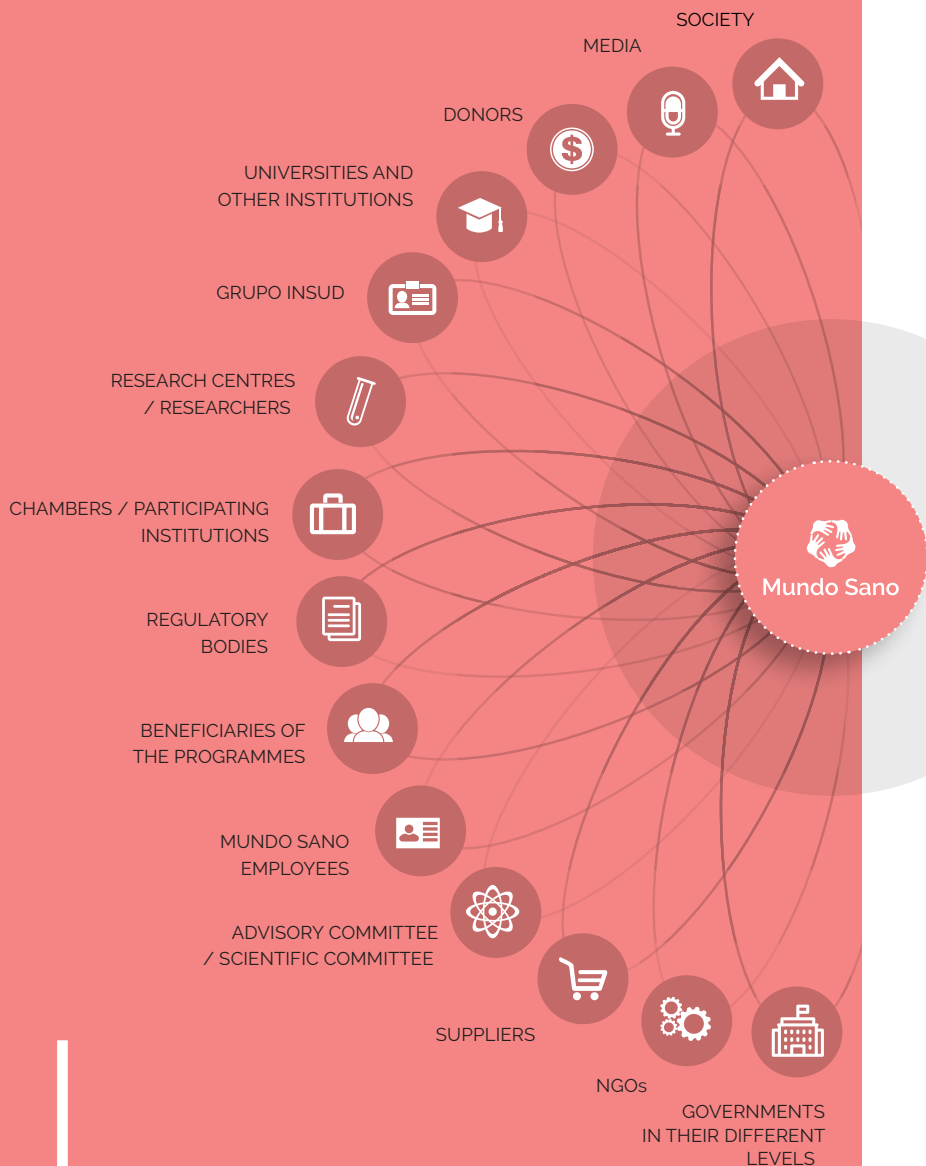 SOCIETY
MEDIA
DONORS
$
UNIVERSITIES AND
OTHER INSTITUTIONS
GRUPO INSUD
RESEARCH CENTRES
/ RESEARCHERS
CHAMBERS / PARTICIPATING
INSTITUTIONS
Mundo Sano
REGULATORY
BODIES
BENEFICIARIES OF
THE PROGRAMMES
MUNDO SANO
EMPLOYEES
ADVISORY COMMITTEE
/ SCIENTIFIC COMMITTEE
SUPPLIERS
NGOs
GOVERNMENTS
IN THEIR DIFFERENT
LEVELS